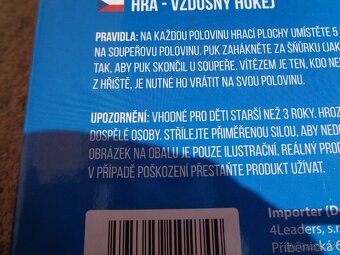 HRA - VZDUŠNÝ HOKEJ
PRAVIDLA: NA KAŽDOU POLOVINU HRACÍ PLOCHY UMÍSTĚTE 5
NA SOUPEŘOVU POLOVINU. PUK ZAHÁKNĚTE ZA ŠŇŮRKU (JAK
TAK, ABY PUK SKONČIL U SOUPEŘE. VÍTĚZEM JE TEN, KDO
Z HŘIŠTĚ, JE NUTNÉ HO VRÁTIT NA SVOU POLOVINU.
UPOZORNĚNÍ: VHODNÉ PRO DĚTI STARŠÍ NEŽ 3 ROKY. HROZ
DOSPĚLÉ OSOBY. STŘÍLEJTE PŘIMĚŘENOU SILOU, ABY NEDO
OBRÁZEK NA OBALU JE POUZE ILUSTRAČNÍ, REÁLNÝ PROD
V PŘÍPADĚ POŠKOZENÍ PŘESTAŇTE PRODUKT UŽÍVAT.
Importer (D
4Leaders, s.r
Příběnická 6